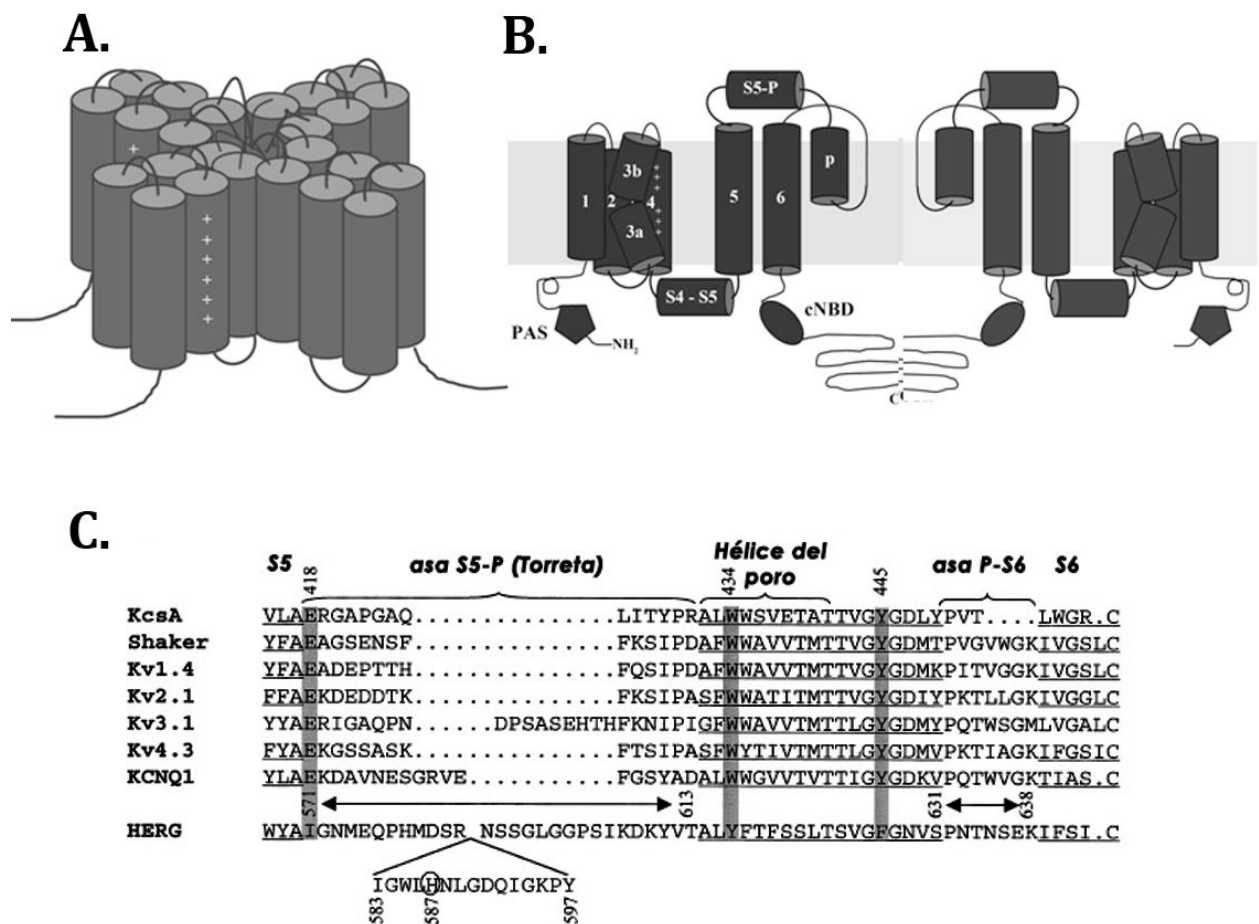 A.
B.
+
+
+
+
+
+
+
S5-P
3b
p
+
+
+
1
2
4
5
6
3a
+
+
+
S4 - S5
cNBD
PAS
NH2
C.
S5
418
asa S5-P (Torreta)
Hélice del poro
434
445
asa P-S6
S6
KcsA VLAERGAPGAQ...............LITYPRALWWSVETATTVGYGDLYPVT....LWGR.C
Shaker YFAEAGSENSF...............FKSIPDAFWWAVVTMTTVGYGDMTPVGVWGKIVGSLC
Kv1.4 YFAEADEPTTH...............FQSIPDAFWWAVVTMTTVGYGDMKPITVGGKIVGSLC
Kv2.1 FFAEKDEDDTK...............FKSIPASFWWATITMTTVGYGDIYPKTLLGKIVGGLC
Kv3.1 YYAERIGAQPN......DPSASEHTHFKNIPIGFWWAVVTMTTLGYGDMYPQTWSGMLVGALC
Kv4.3 FYAEKGSSASK...............FTSIPASFWYTIVTMTTLGYGDMVPKTIAGKIFGSIC
KCNQ1 YLAEKDAVNESGRVE...........FGSYADALWWGVVTVTTIGYGDKVPQTWVGKTIAS.C
571
613
631
638
HERG WYAIGNMEQPHMDSR NSSGLGGPSIKDKYVTALYFTFSSLTSVGFGNVSPNTNSEKIFSI.C
IGWLHNLGDQIGKPY
583
587
597